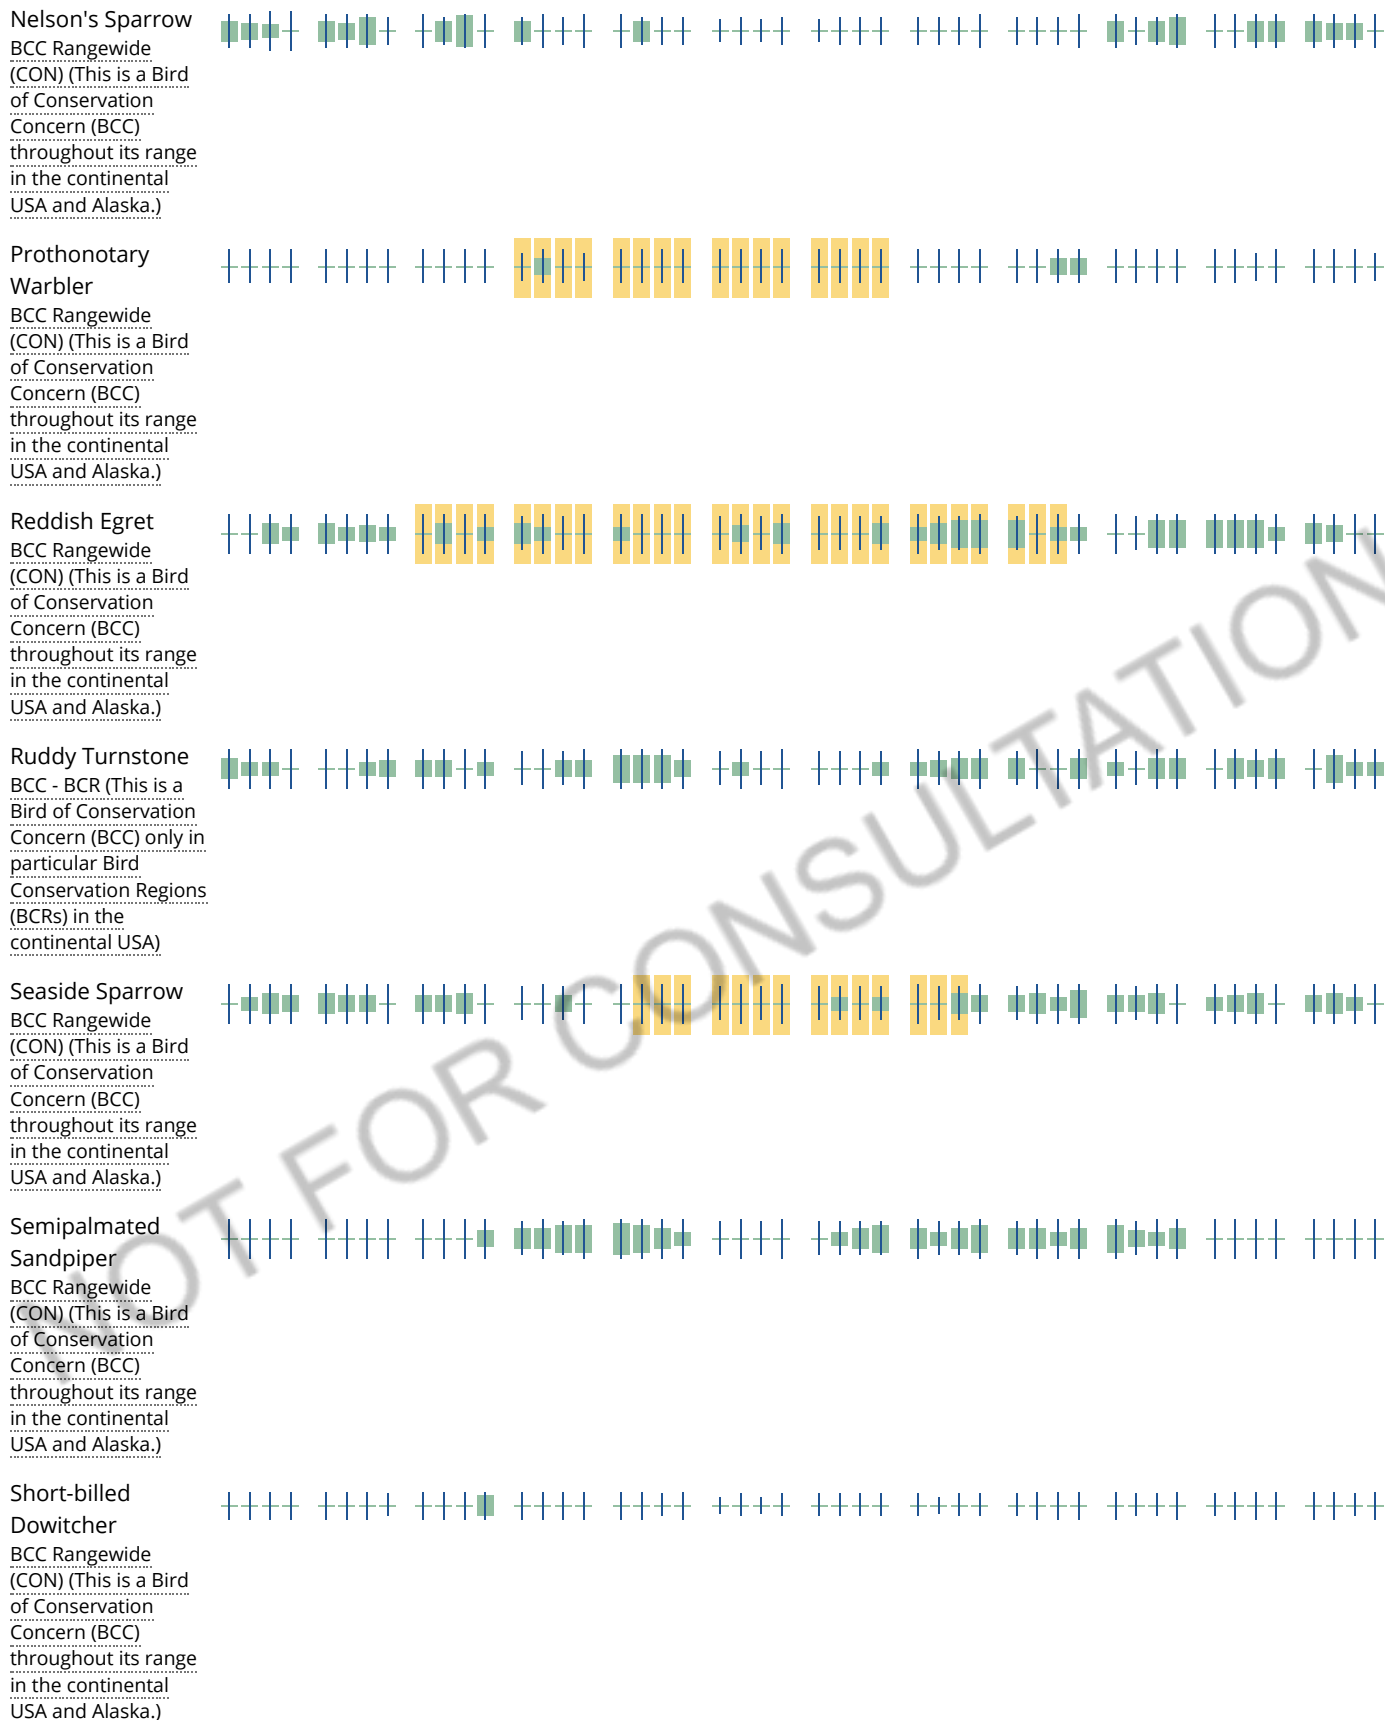 Nelson's Sparrow
BCC Rangewide
(CON) (This is a Bird
of Conservation
Concern (BCC)
throughout its range
in the continental
USA and Alaska.)
Prothonotary
Warbler
BCC Rangewide
(CON) (This is a Bird
of Conservation
Concern (BCC)
throughout its range
in the continental
USA and Alaska.)
Reddish Egret
BCC Rangewide
(CON) (This is a Bird
of Conservation
Concern (BCC)
throughout its range
in the continental
USA and Alaska.)
Ruddy Turnstone
BCC - BCR (This is a
Bird of Conservation
Concern (BCC) only in
particular Bird
Conservation Regions
(BCRs) in the
continental USA)
Seaside Sparrow
BCC Rangewide
(CON) (This is a Bird
of Conservation
Concern (BCC)
throughout its range
in the continental
USA and Alaska.)
Semipalmated
Sandpiper
BCC Rangewide
(CON) (This is a Bird
of Conservation
Concern (BCC)
throughout its range
in the continental
USA and Alaska.)
Short-billed
Dowitcher
BCC Rangewide
(CON) (This is a Bird
of Conservation
Concern (BCC)
throughout its range
in the continental
USA and Alaska.)
NOT FOR CONSULTATION